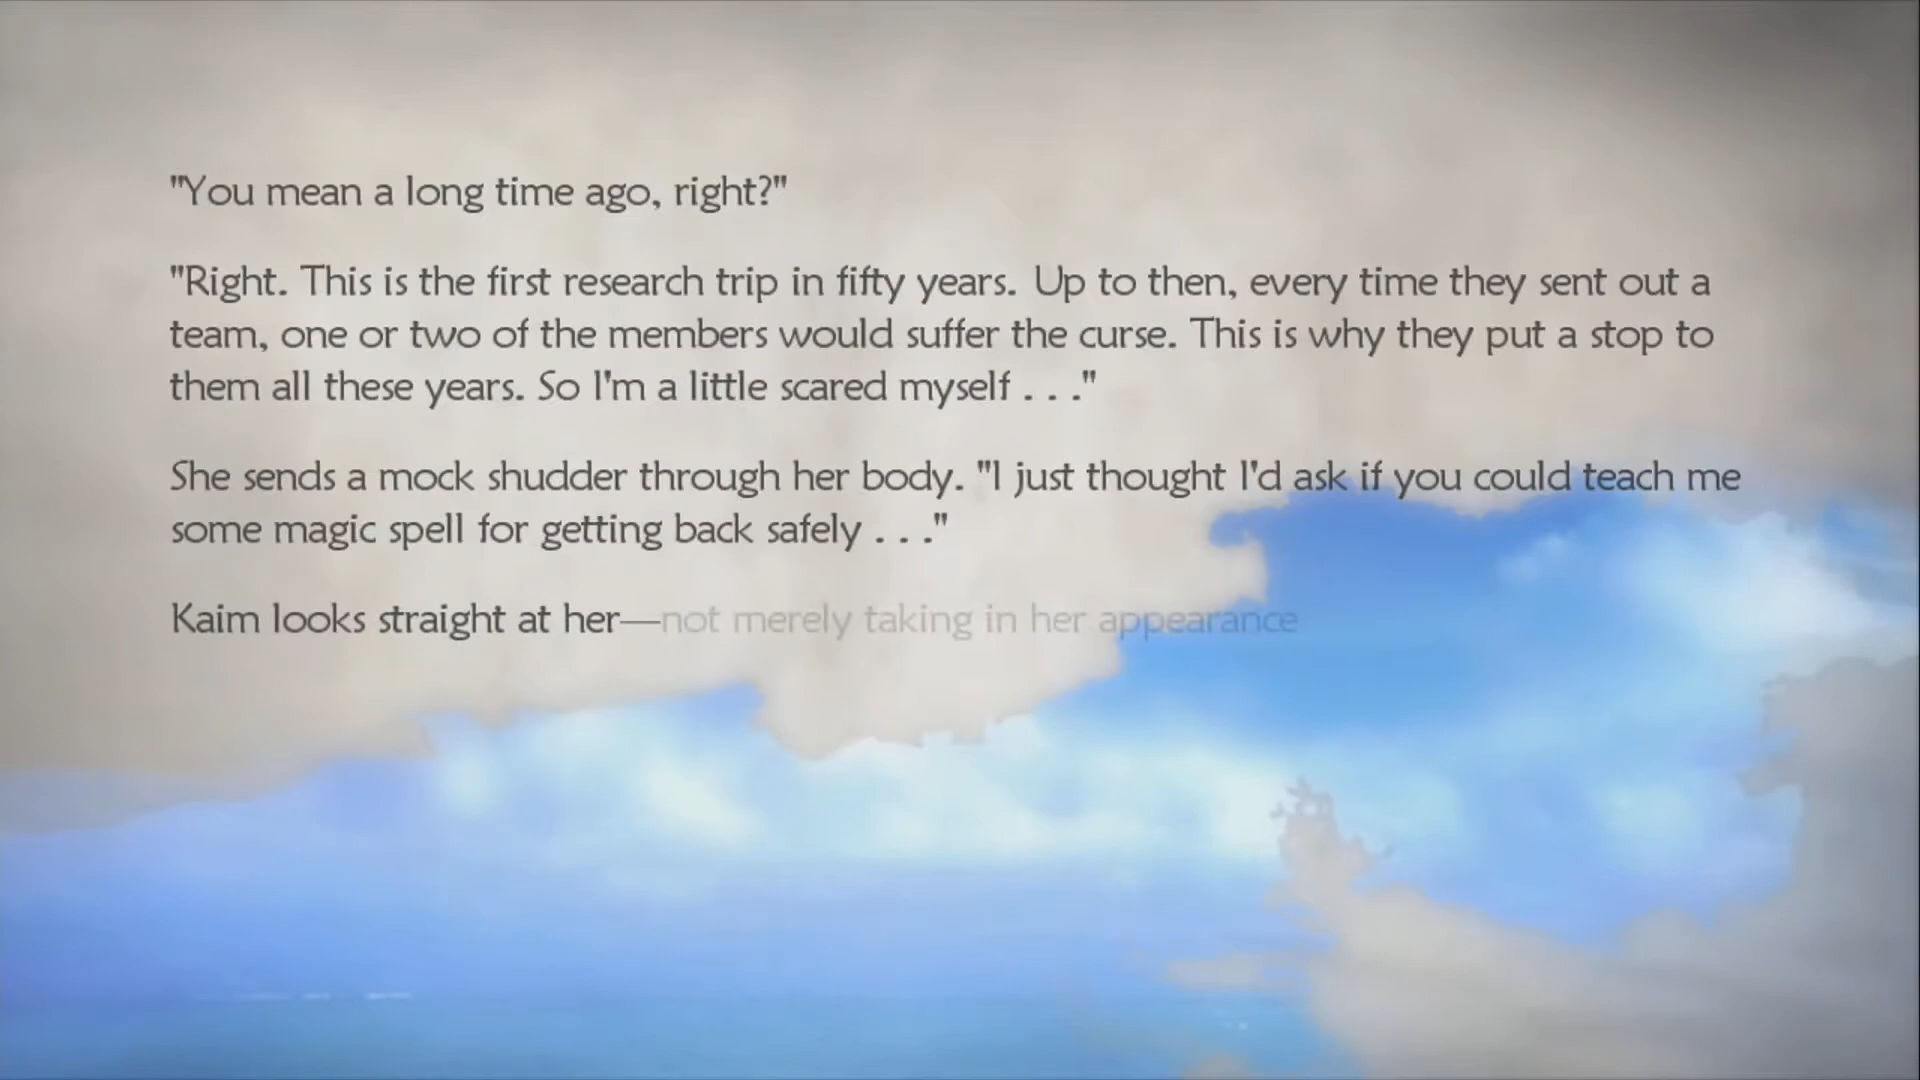 "You mean a long time ago, right?"
"Right. This is the first research trip in fifty years. Up to then, every time they sent out a
team, one or two of the members would suffer the curse. This is why they put a stop to
them all these years. So I'm a little scared myself . . ."
She sends a mock shudder through her body. "I just thought I'd ask if you could teach me
some magic spell for getting back safely . . ."
Kaim looks straight at her—not merely taking in her appearance